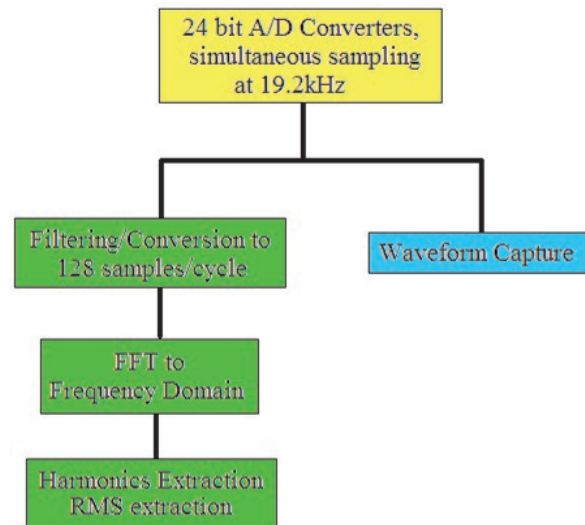 24 bit A/D Converters,
simultaneous sampling
at 19.2kHz
Filtering/Conversion to
128 samples/cycle
Waveform Capture
FFT to
Frequency Domain
Harmonics Extraction
RMS extraction